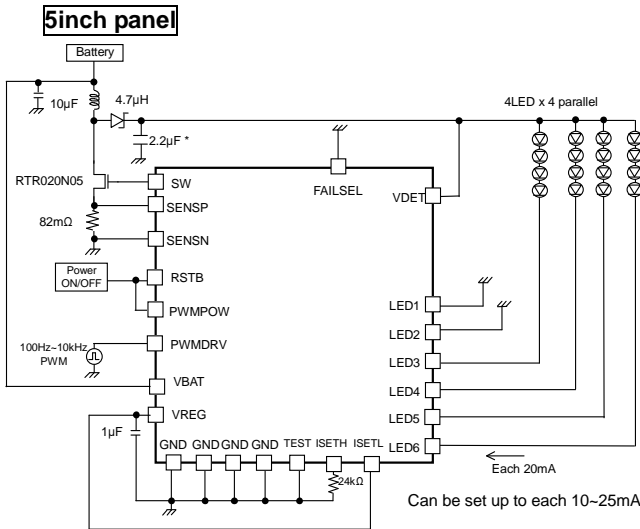 5inch panel
Battery
10µF
4.7µH
2.2µF *
4LED x 4 parallel
RTR020N05
SW
FAILSEL
VDET
SENSP
82mΩ
SENSN
Power
ON/OFF
RSTB
PWMPOW
LED1
LED2
100Hz~10kHz
PWM
PWMDRV
LED3
VBAT
LED4
VREG
LED5
1µF
GND GND GND GND TEST ISETH ISETL
LED6
24kΩ
Each 20mA
Can be set up to each 10~25mA